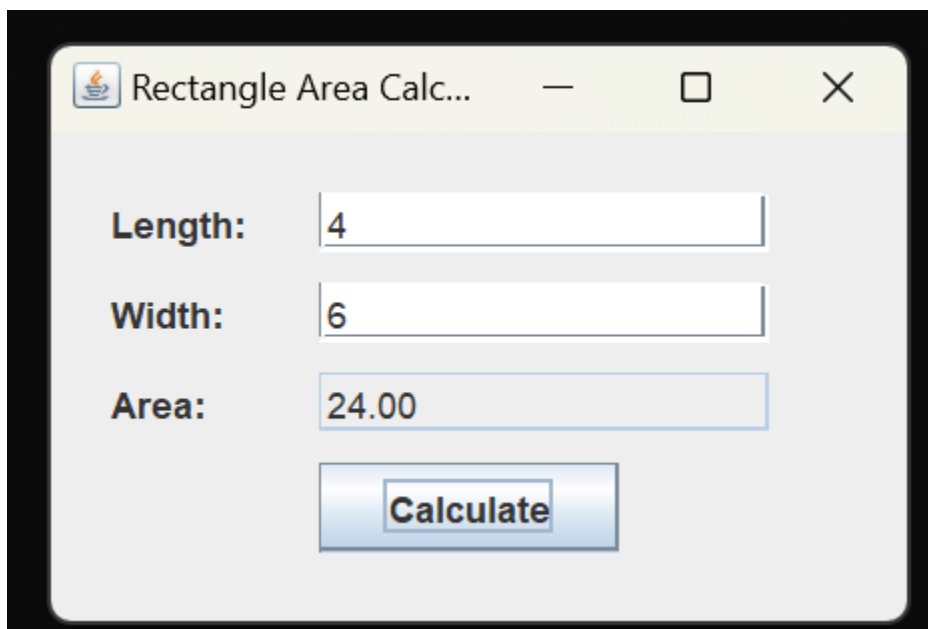 Rectangle Area Calc...
Length: 4
Width: 6
Area: 24.00
Calculate